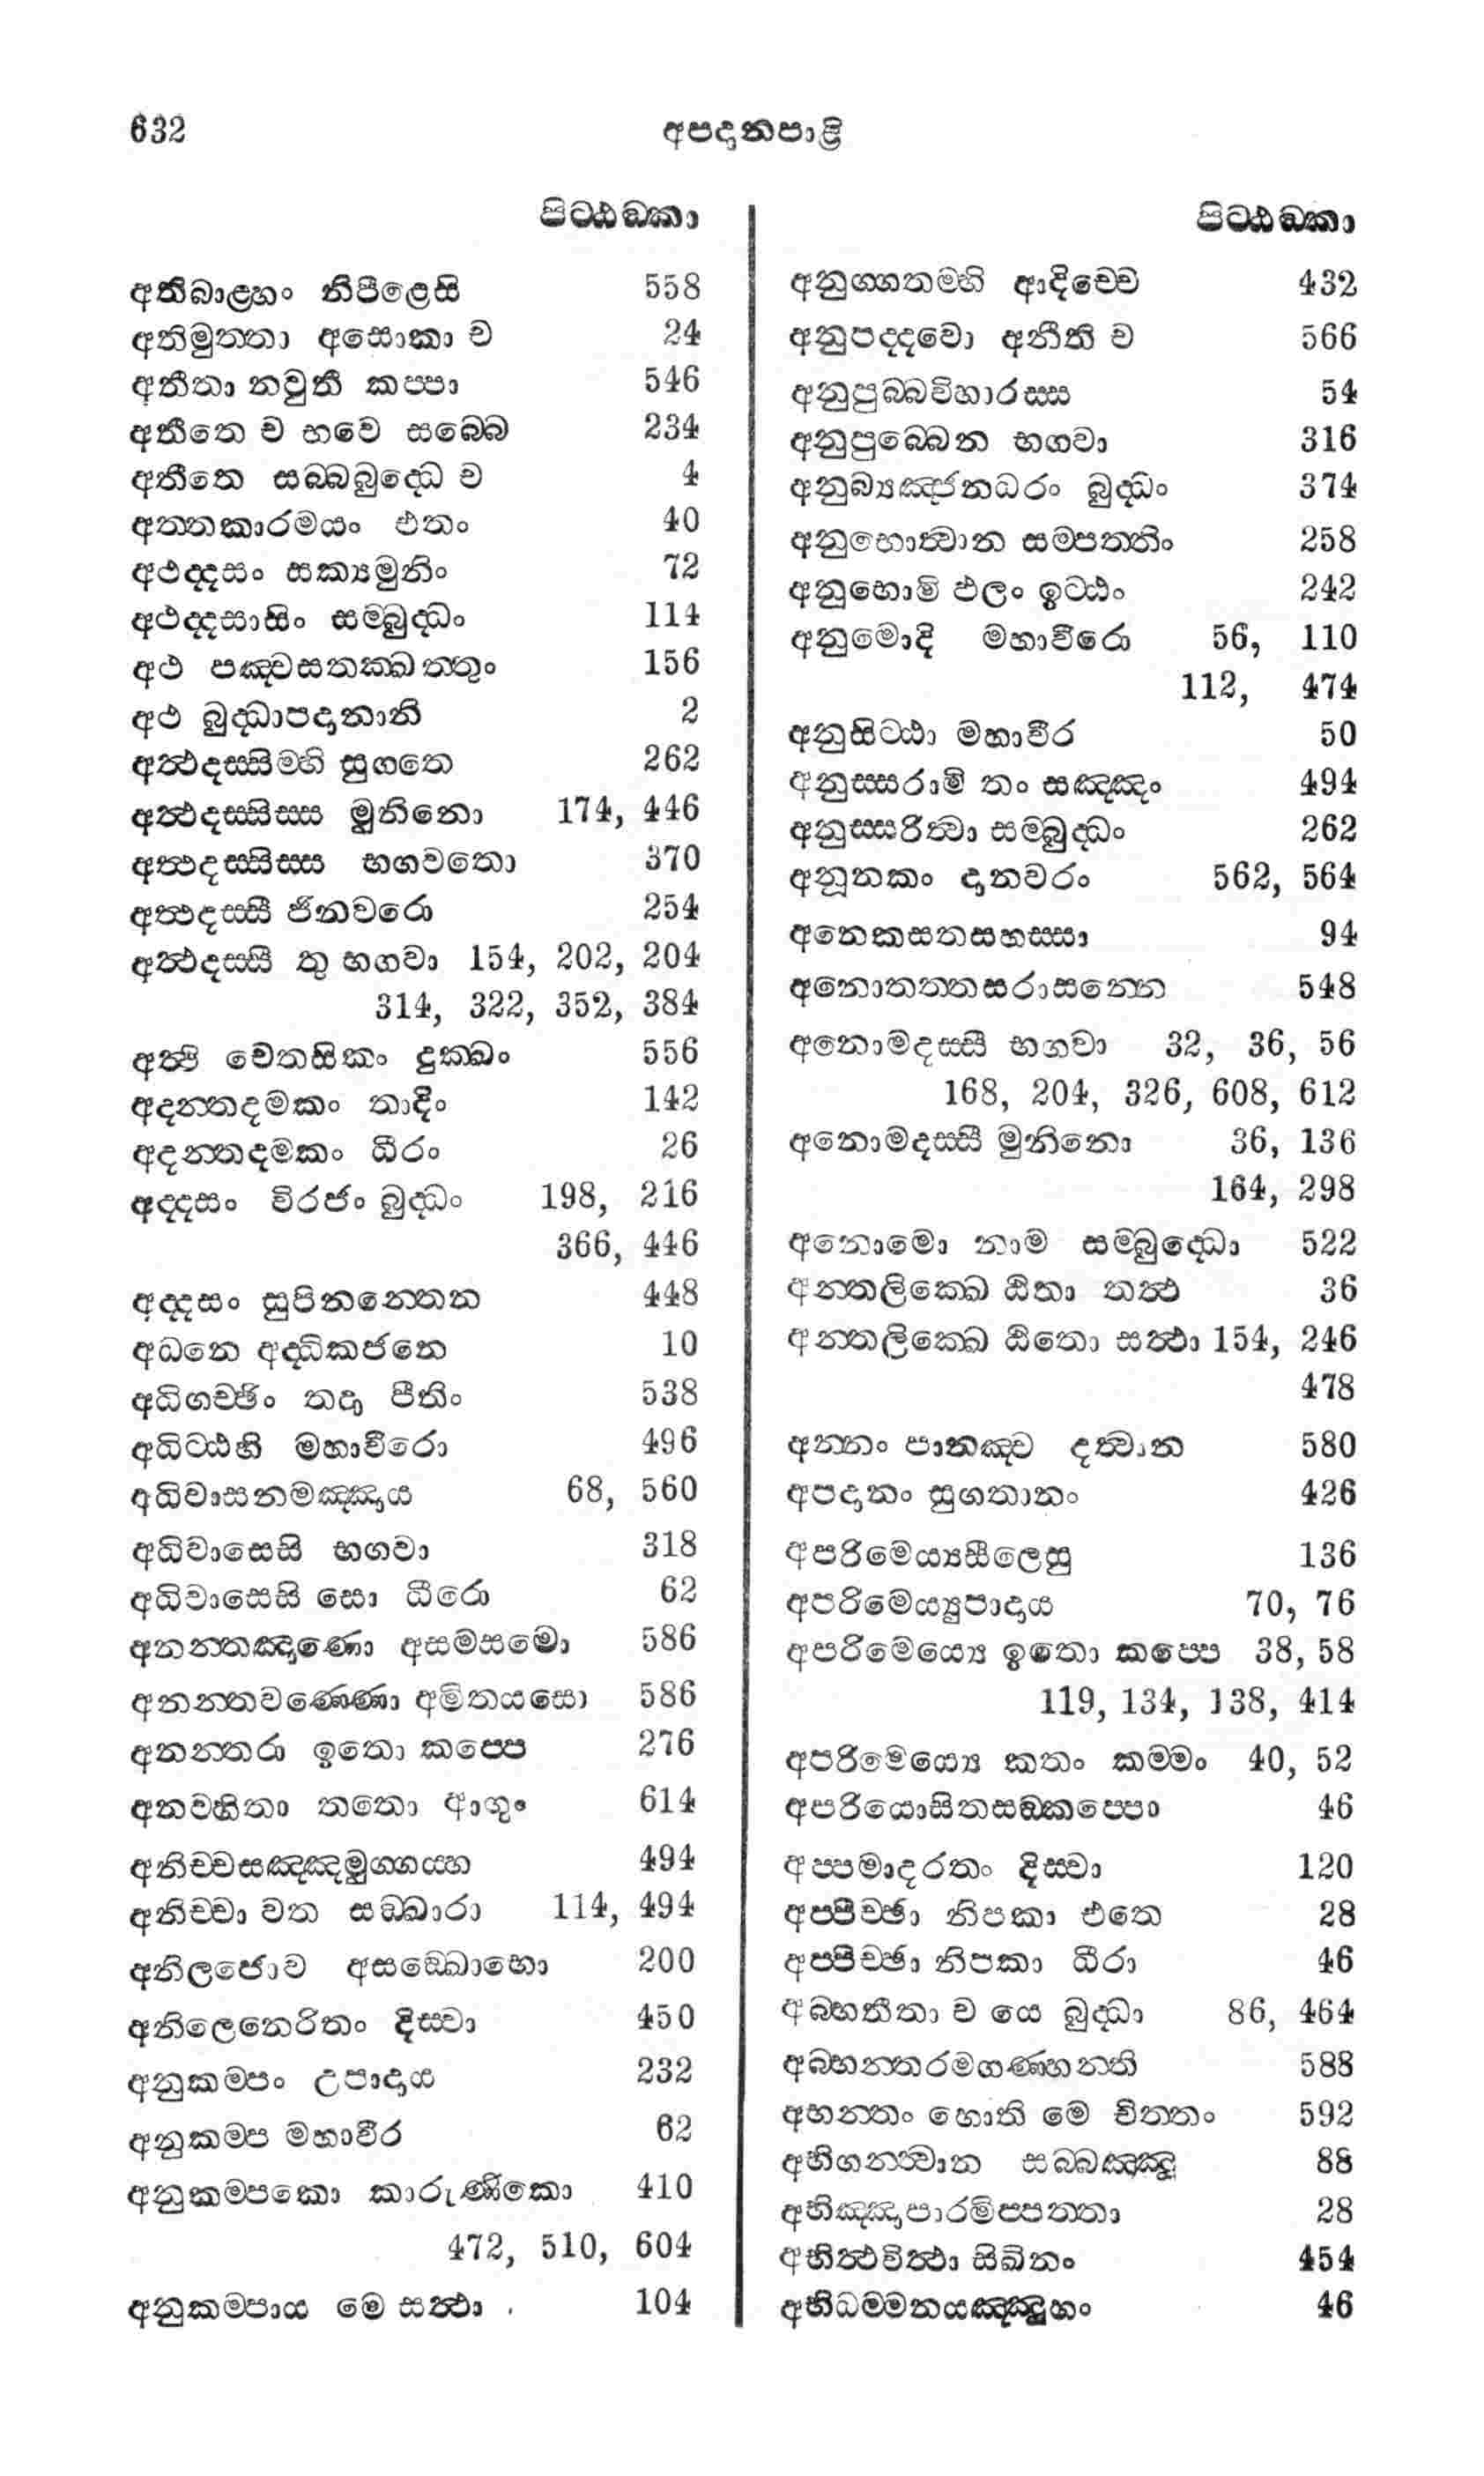 632 අපදානපාළි
පිට්ඨඞ්කා
අතිබාළ්හං නිපීළෙසි 558
අතිමුත්තා අසොකා ච 24
අතීතා නවුතී කප්පා 546
අතීතෙ ච භවෙ සබ්බෙ 234
අතීතෙ සබ්බබුද්ධෙ ච 4
අත්තකාරමයං එතං 40
අථද්දසං සක්‍යමුනිං 72
අථද්දසාසිං සම්බුද්ධං 114
අථ පඤ්චසතක්ඛත්තුං 156
අථ බුද්ධාපදානානි 2
අත්ථදස්සිම්හි සුගතෙ 262
අත්ථදස්සිස්ස මුනිනො 174, 446
අත්ථදස්සිස්ස භගවතො 370
අත්ථදස්සී ජිනවරො 254
අත්ථදස්සී තු භගවා 154, 202, 204
314, 322, 352, 384
අත්ථි චෙතසිකං දුක්ඛං 556
අදන්තදමකං තාදිං 142
අදන්තදමකං ධීරං 26
අද්දසං විරජං බුද්ධං 198, 216
366, 446
අද්දසං සුපිනන්තෙන 448
අධනෙ අද්ධිකජනෙ 10
අධිගච්ඡිං තදා පීතිං 538
අධිට්ඨහි මහාවීරො 496
අධිවාසනමඤ්ඤාය 68, 560
අධිවාසෙසි භගවා 318
අධිවාසෙසි සො ධීරො 62
අනන්තඤාණො අසමසමො 586
අනන්තවණ්ණො අමිතයසො 586
අනන්තරා ඉතො කප්පෙ 276
අනවහිතා තතො ආගුං 614
අනිච්චසඤ්ඤමුග්ගය්හ 494
අනිච්චා වත සඞ්ඛාරා 114, 494
අනිලජොව අසඞ්ඛොභො 200
අනිලෙනෙරිතං දිස්වා 450
අනුකම්පං උපාදාය 232
අනුකම්ප මහාවීර 62
අනුකම්පකො කාරුණිකො 410
472, 510, 604
අනුකම්පාය මෙ සත්ථා 104
පිට්ඨඞ්කා
අනුග්ගතම්හි ආදිච්චෙ 432
අනුපද්දවො අනීති ච 566
අනුපුබ්බවිහාරස්ස 54
අනුපුබ්බෙන භගවා 316
අනුබ්‍යඤ්ජනධරං බුද්ධං 374
අනුභොත්වාන සම්පත්තිං 258
අනුභොමි ඵලං ඉට්ඨං 242
අනුමොදි මහාවීරො 56, 110
112, 474
අනුසිට්ඨා මහාවීර 50
අනුස්සරාමි තං සඤ්ඤං 494
අනුස්සරිත්වා සම්බුද්ධං 262
අනූනකං දානවරං 562, 564
අනෙකසතසහස්සා 94
අනොතත්තසරාසන්නෙ 548
අනොමදස්සී භගවා 32, 36, 56
168, 204, 326, 608, 612
අනොමදස්සී මුනිනො 36, 136
164, 298
අනොමො නාම සම්බුද්ධො 522
අන්තලික්ඛෙ ඨිතා තත්ථ 36
අන්තලික්ඛෙ ඨිතො සත්ථා 154, 246
478
අන්නං පානඤ්ච දත්වාන 580
අපදානං සුගතානං 426
අපරිමෙය්‍යසීලෙසු 136
අපරිමෙය්‍යුපාදාය 70, 76
අපරිමෙය්‍යෙ ඉතො කප්පෙ 38, 58
119, 134, 138, 414
අපරිමෙය්‍යෙ කතං කම්මං 40, 52
අපරියොසිතසඞ්කප්පො 46
අප්පමාදරතං දිස්වා 120
අප්පිච්ඡා නිපකා එතෙ 28
අප්පිච්ඡා නිපකා ධීරා 46
අබ්භතීතා ච යෙ බුද්ධා 86, 464
අබ්භන්තරම්ගණ්හන්ති 588
අභන්තං හොති මෙ චිත්තං 592
අභිගන්ත්වාන සබ්බඤ්ඤූ 88
අභිඤ්ඤාපාරමිප්පත්තා 28
අභිත්ථවිත්ථා සිඛිනං 454
අභිධම්මනයඤ්ඤූහං 46